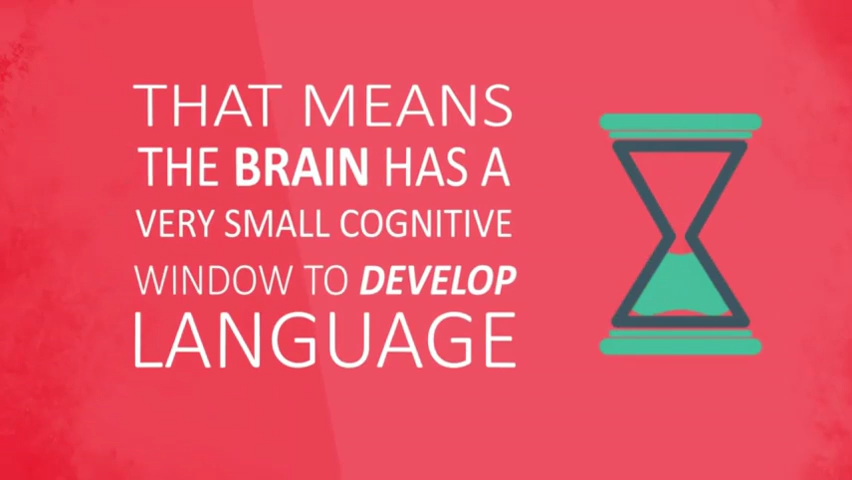 THAT MEANS
THE BRAIN HAS A
VERY SMALL COGNITIVE
WINDOW TO DEVELOP
LANGUAGE